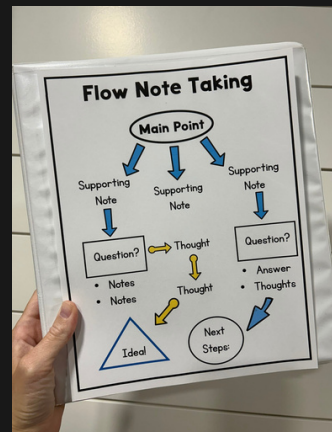 Flow Note Taking
Main Point
Supporting
Note
Supporting
Note
Supporting
Note
Question?
Thought
Question?
• Notes
• Notes
Thought
• Answer
• Thoughts
Idea!
Next
Steps: